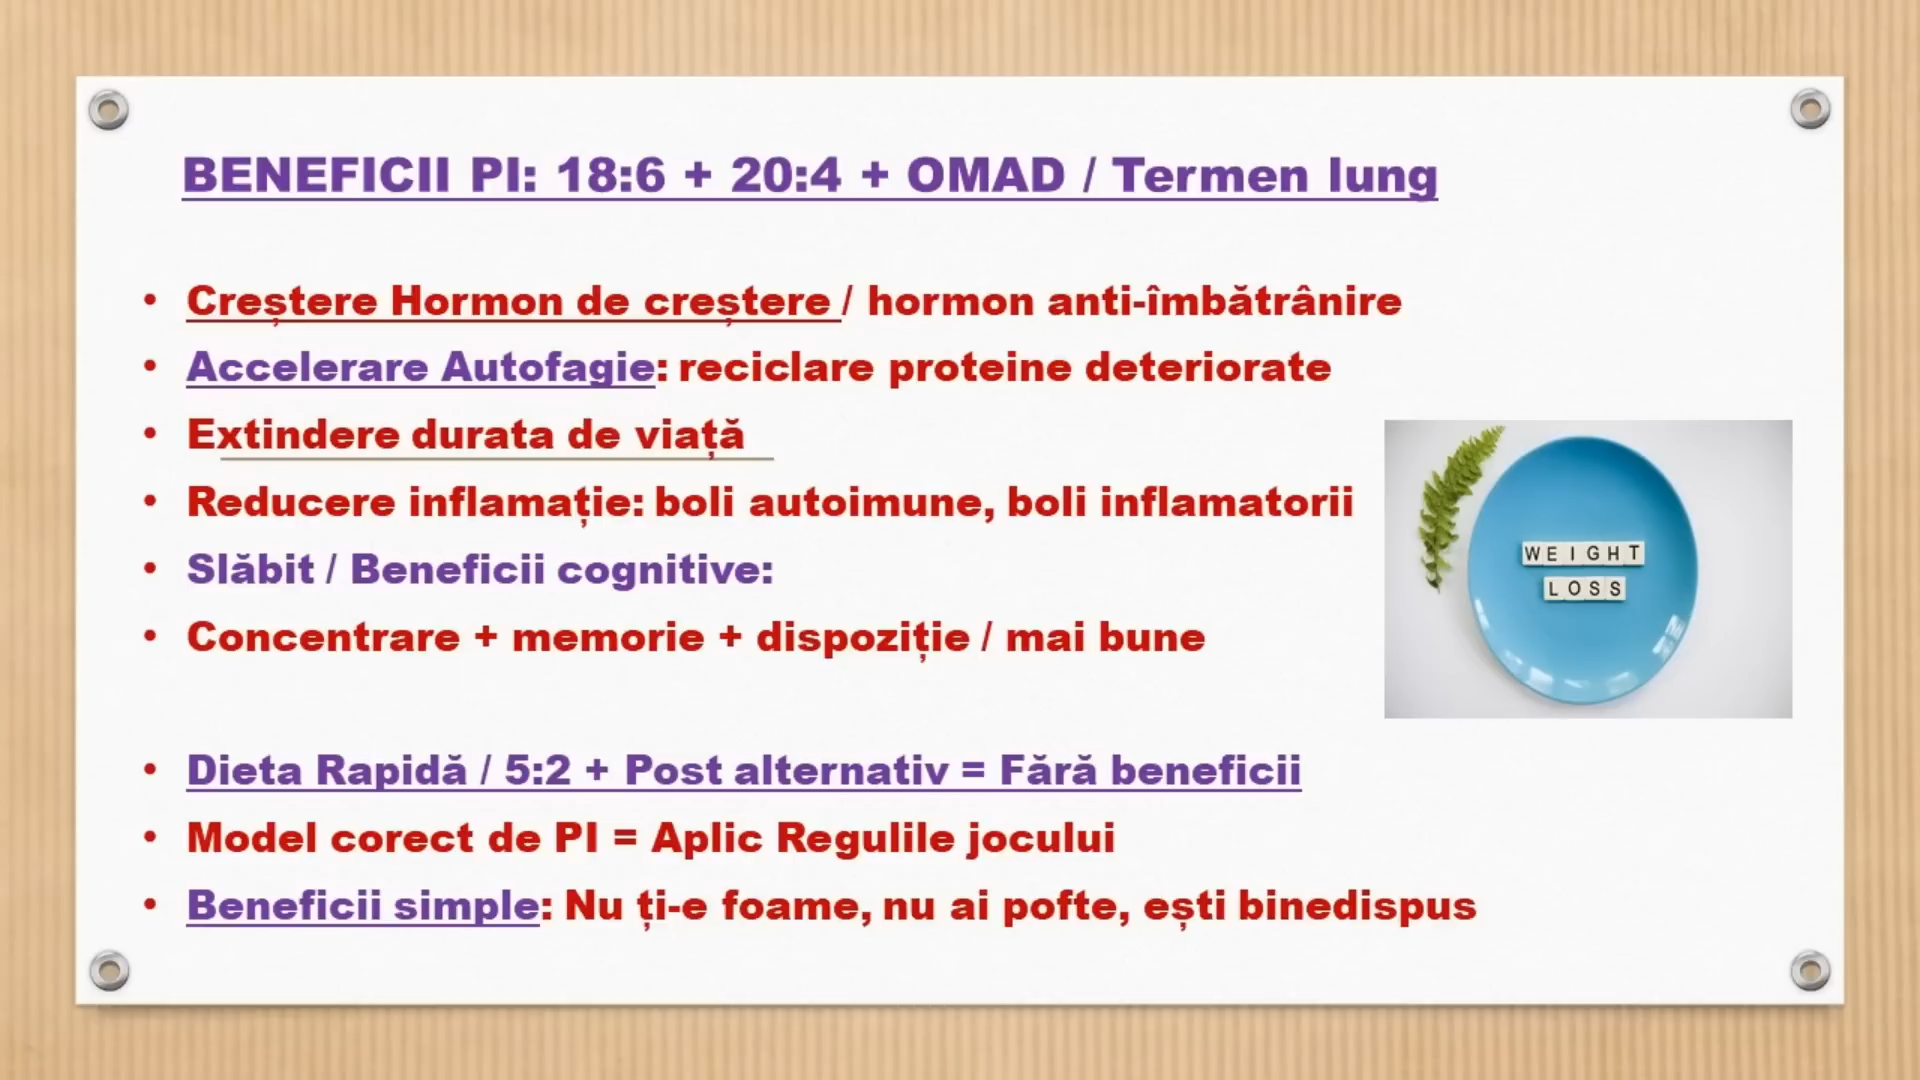 BENEFICII PI: 18:6 + 20:4 + OMAD / Termen lung
• Creștere Hormon de creștere / hormon anti-îmbătrânire
• Accelerare Autofagie: reciclare proteine deteriorate
• Extindere durata de viață
• Reducere inflamație: boli autoimune, boli inflamatorii
• Slăbit / Beneficii cognitive:
• Concentrare + memorie + dispoziție / mai bune
WEIGHT
LOSS
• Dieta Rapidă / 5:2 + Post alternativ = Fără beneficii
• Model corect de PI = Aplic Regulile jocului
• Beneficii simple: Nu ți-e foame, nu ai pofte, ești binedispus